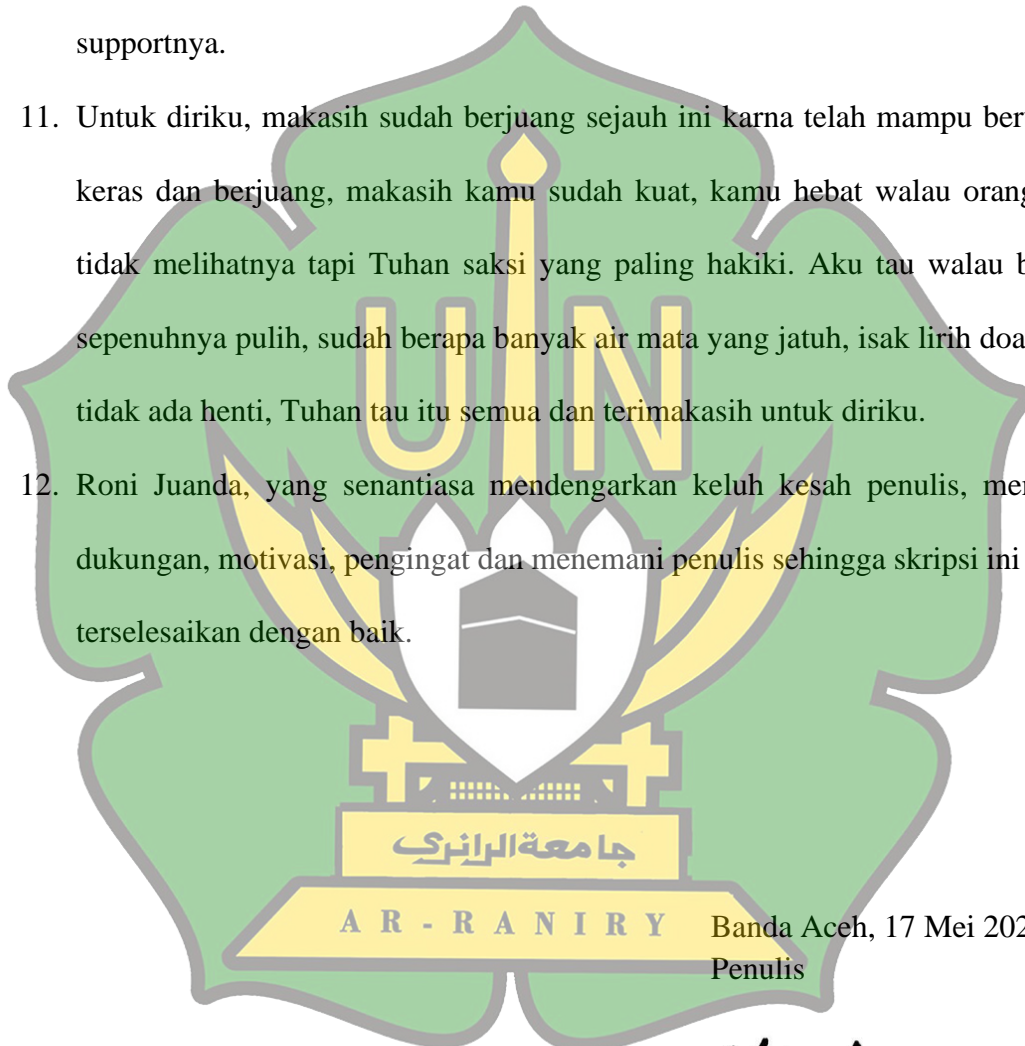 supportnya.
11. Untuk diriku, makasih sudah berjuang sejauh ini karna telah mampu ber
keras dan berjuang, makasih kamu sudah kuat, kamu hebat walau orang
tidak melihatnya tapi Tuhan saksi yang paling hakiki. Aku tau walau b
sepenuhnya pulih, sudah berapa banyak air mata yang jatuh, isak lirih doa
tidak ada henti, Tuhan tau itu semua dan terimakasih untuk diriku.
UIN
12. Roni Juanda, yang senantiasa mendengarkan keluh kesah penulis, mem
dukungan, motivasi, pengingat dan menemani penulis sehingga skripsi ini
terselesaikan dengan baik.
جامعة الرانري
AR-RANIRY
Banda Aceh, 17 Mei 202
Penulis